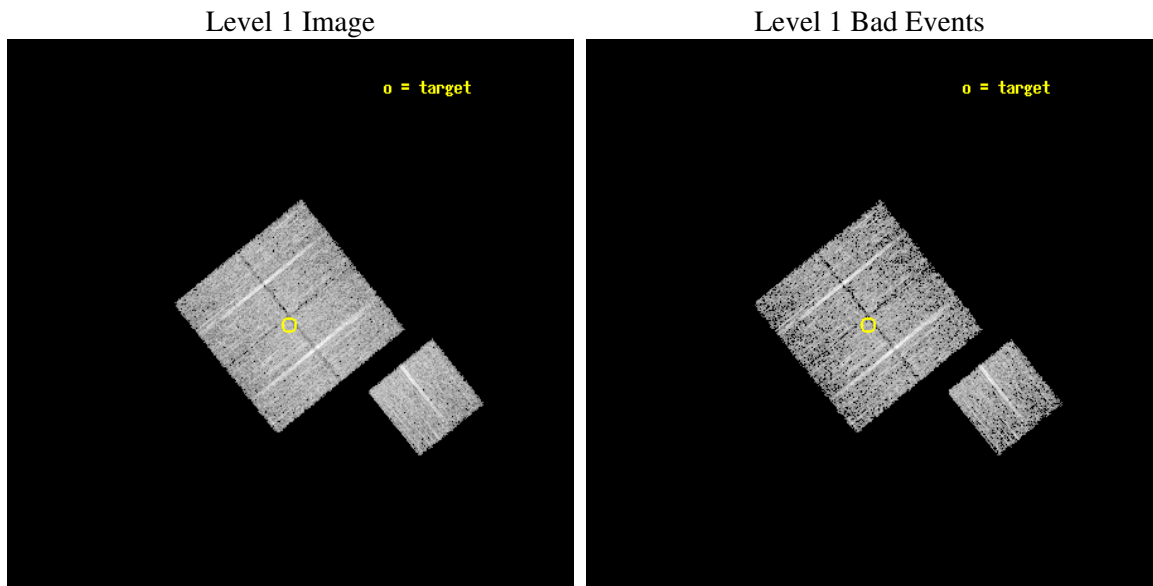 Level 1 Image
Level 1 Bad Events
o = target
o = target